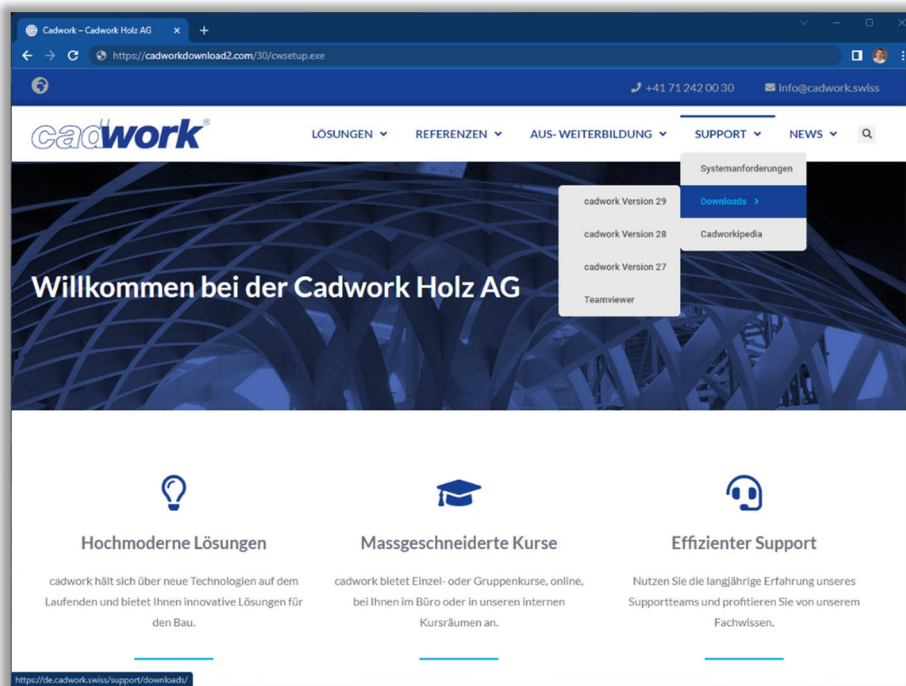 Cadwork – Cadwork Holz AG
https://cadworkdownload2.com/30/cwsetup.exe
+41 71 242 00 30 info@cadwork.swiss
cadwork®
LÖSUNGEN REFERENZEN AUS- WEITERBILDUNG SUPPORT NEWS
Systemanforderungen
Downloads
Cadworkipedia
cadwork Version 29
cadwork Version 28
cadwork Version 27
Teamviewer
Willkommen bei der Cadwork Holz AG
Hochmoderne Lösungen
cadwork hält sich über neue Technologien auf dem
Laufenden und bietet Ihnen innovative Lösungen für
den Bau.
Massgeschneiderte Kurse
cadwork bietet Einzel- oder Gruppenkurse, online,
bei Ihnen im Büro oder in unseren internen
Kursräumen an.
Effizienter Support
Nutzen Sie die langjährige Erfahrung unseres
Supportteams und profitieren Sie von unserem
Fachwissen.
https://de.cadwork.swiss/support/downloads/